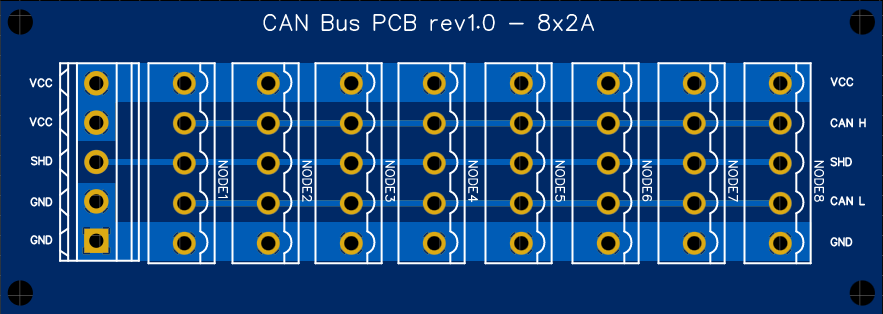 CAN Bus PCB rev1.0 - 8x2A
VCC
VCC
SHD
GND
GND
NODE1
NODE2
NODE3
NODE4
NODE5
NODE6
NODE7
NODE8
VCC
CAN H
SHD
CAN L
GND